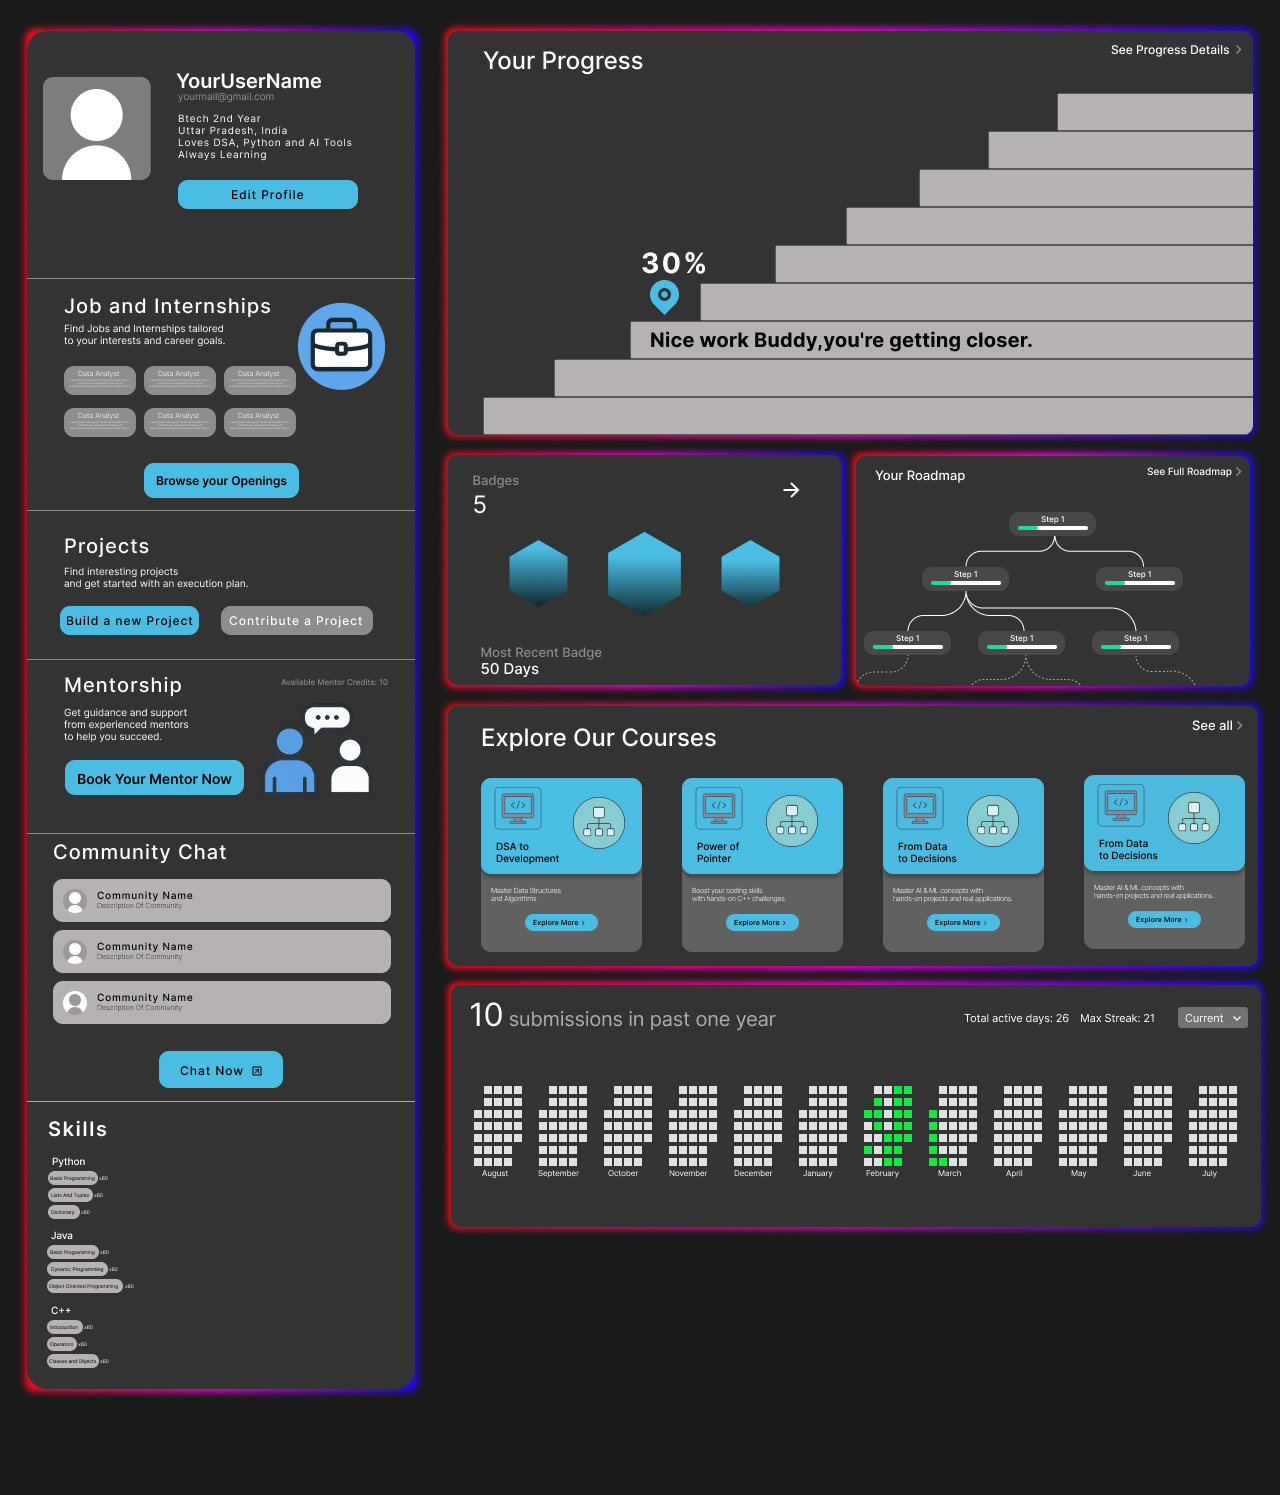 YourUserName
yourmail@gmail.com
Btech 2nd Year
Uttar Pradesh, India
Loves DSA, Python and AI Tools
Always Learning
Edit Profile
Job and Internships
Find Jobs and Internships tailored
to your interests and career goals.
Data Analyst
Data Analyst
Data Analyst
Data Analyst
Data Analyst
Data Analyst
Browse your Openings
Projects
Find interesting projects
and get started with an execution plan.
Build a new Project
Contribute a Project
Mentorship
Available Mentor Credits: 10
Get guidance and support
from experienced mentors
to help you succeed.
Book Your Mentor Now
Community Chat
Community Name
Description Of Community
Community Name
Description Of Community
Community Name
Description Of Community
Chat Now
Skills
Python
Basic Programming x60
Lists And Tuples x60
Dictionary x60
Java
Basic Programming x60
Dynamic Programming x60
Object Oriented Programming x60
C++
Introduction x60
Operators x60
Classes and Objects x60
Your Progress
See Progress Details
30%
Nice work Buddy,you're getting closer.
Badges
5
Most Recent Badge
50 Days
Your Roadmap
See Full Roadmap
Step 1
Step 1
Step 1
Step 1
Step 1
Step 1
Explore Our Courses
See all
</>
DSA to
Development
Master Data Structures
and Algorithms
Explore More
</>
Power of
Pointer
Boost your coding skills
with hands-on C++ challenges.
Explore More
</>
From Data
to Decisions
Master AI & ML concepts with
hands-on projects and real applications.
Explore More
</>
From Data
to Decisions
Master AI & ML concepts with
hands-on projects and real applications.
Explore More
10 submissions in past one year
Total active days: 26
Max Streak: 21
Current
August
September
October
November
December
January
February
March
April
May
June
July